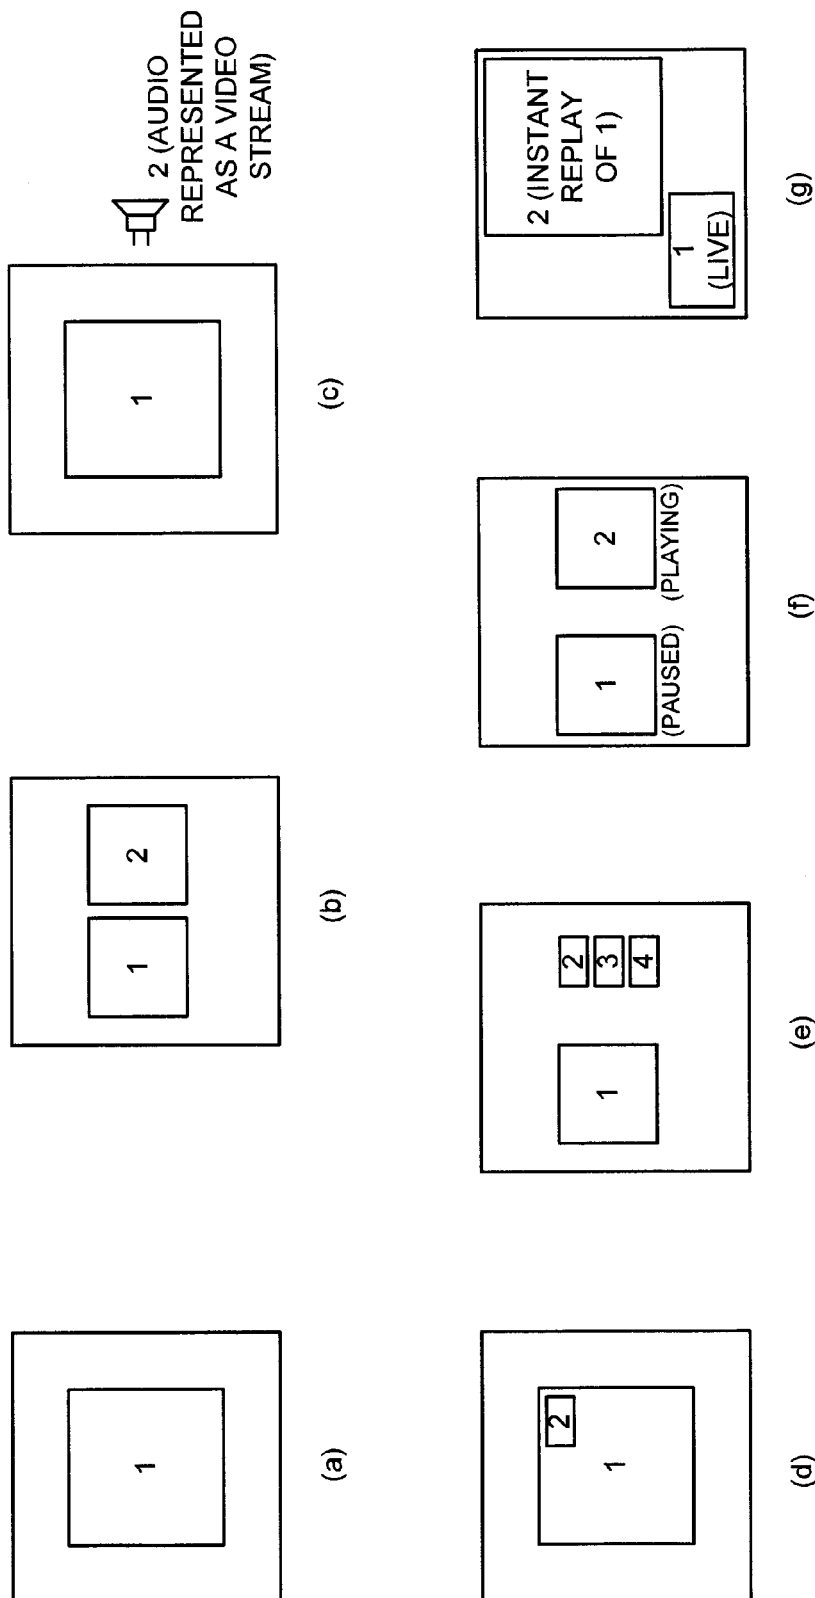 1
(a)
1
2
(b)
1
2 (AUDIO
REPRESENTED
AS A VIDEO
STREAM)
(c)
1
2
(d)
1
2
3
4
(e)
1
(PAUSED)
2
(PLAYING)
(f)
2 (INSTANT
REPLAY
OF 1)
1
(LIVE)
(g)